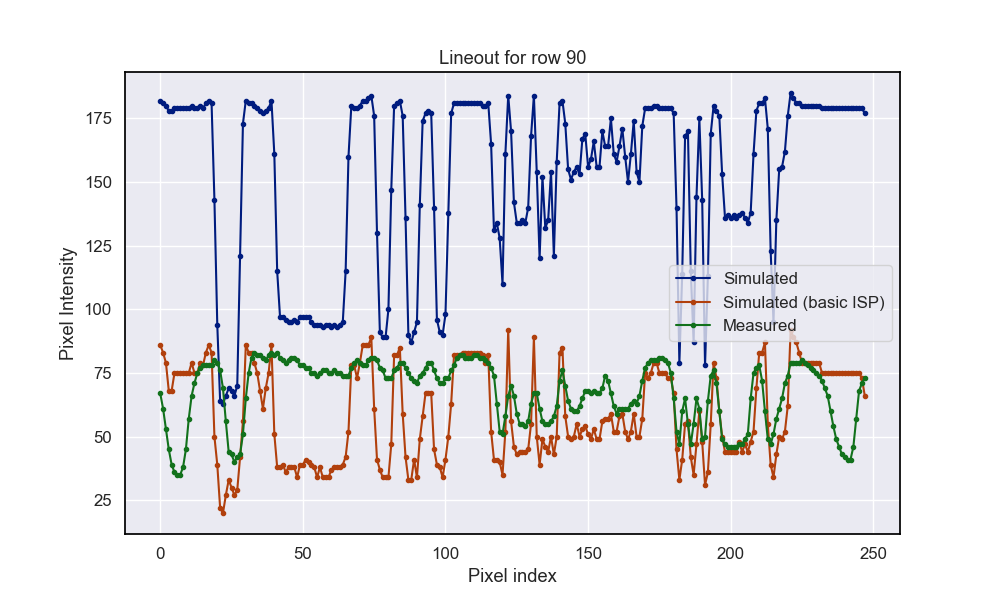 Lineout for row 90
Pixel Intensity
175
150
125
100
75
50
25
Simulated
Simulated (basic ISP)
Measured
0
50
100
150
200
250
Pixel index